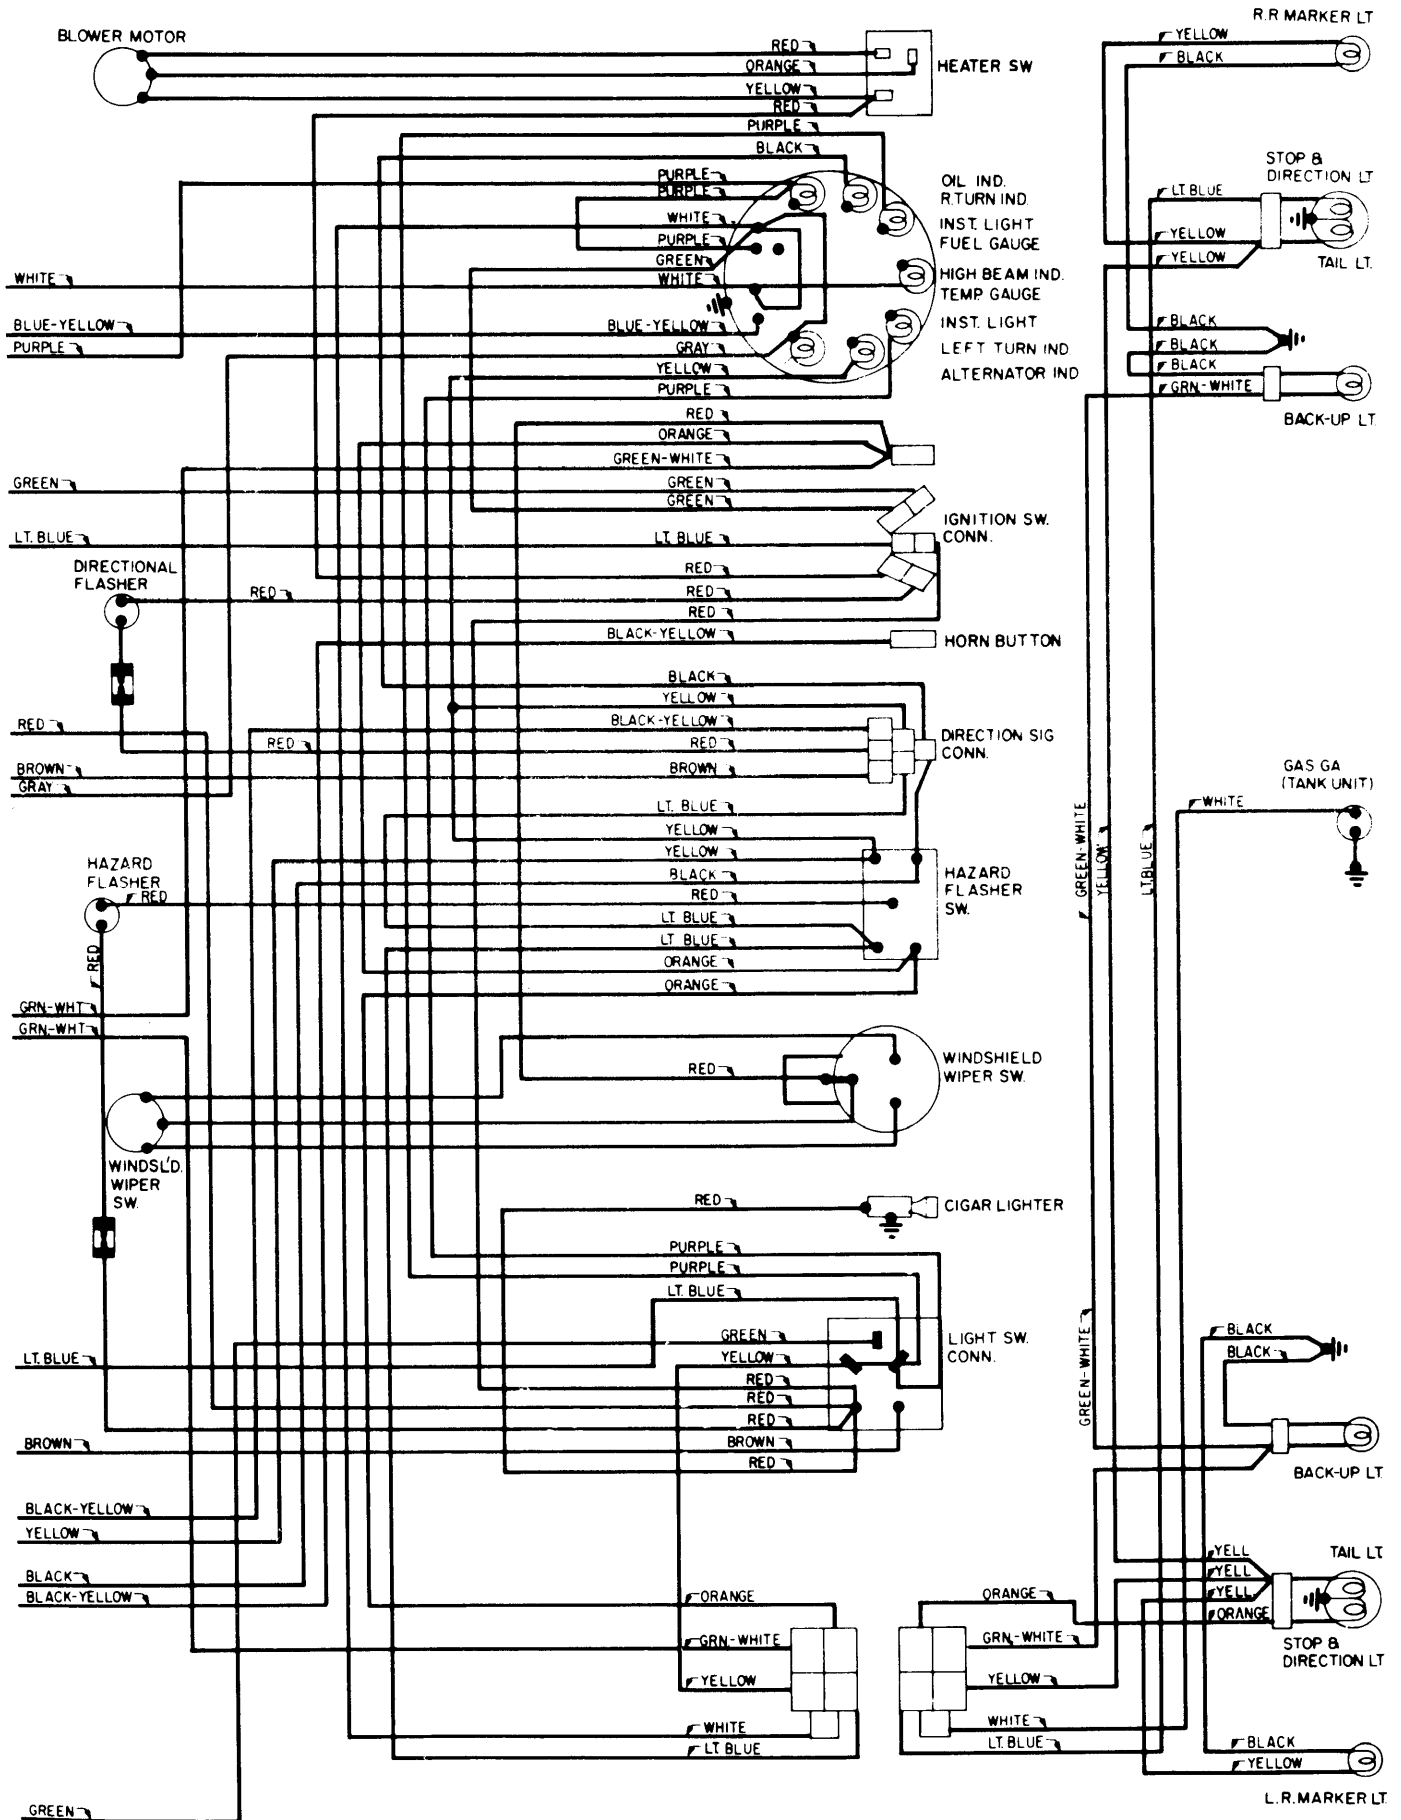 R.R MARKER LT
YELLOW
BLACK
BLOWER MOTOR
RED
ORANGE
YELLOW
RED
HEATER SW
PURPLE
BLACK
STOP &
DIRECTION LT
PURPLE
PURPLE
OIL IND.
R.TURN IND.
LT.BLUE
WHITE
INST. LIGHT
FUEL GAUGE
PURPLE
YELLOW
GREEN
YELLOW
TAIL LT.
WHITE
WHITE
HIGH BEAM IND.
TEMP GAUGE
BLUE-YELLOW
BLUE-YELLOW
INST. LIGHT
BLACK
PURPLE
GRAY
LEFT TURN IND
BLACK
YELLOW
ALTERNATOR IND
BLACK
PURPLE
GRN-WHITE
RED
BACK-UP LT.
ORANGE
GREEN-WHITE
GREEN
GREEN
GREEN
IGNITION SW.
CONN.
LT. BLUE
LT. BLUE
DIRECTIONAL
FLASHER
RED
RED
RED
RED
BLACK-YELLOW
HORN BUTTON
BLACK
YELLOW
RED
BLACK-YELLOW
DIRECTION SIG
CONN.
RED
RED
BROWN
BROWN
GRAY
GAS GA
(TANK UNIT)
LT. BLUE
WHITE
YELLOW
GREEN-WHITE
YELLOW
LT.BLUE
YELLOW
HAZARD
FLASHER
RED
BLACK
HAZARD
FLASHER
SW.
RED
LT BLUE
LT BLUE
RED
ORANGE
ORANGE
GRN-WHT
GRN-WHT
RED
WINDSHIELD
WIPER SW.
WINDSL'D.
WIPER
SW.
RED
CIGAR LIGHTER
PURPLE
PURPLE
LT. BLUE
GREEN
LIGHT SW.
CONN.
GREEN-WHITE
BLACK
BLACK
LT. BLUE
YELLOW
RED
RED
RED
BROWN
BROWN
RED
BACK-UP LT
BLACK-YELLOW
YELLOW
YELL
TAIL LT
YELL
YELL
BLACK
BLACK-YELLOW
ORANGE
ORANGE
ORANGE
GRN-WHITE
GRN-WHITE
STOP &
DIRECTION LT
YELLOW
YELLOW
WHITE
WHITE
LT BLUE
LT.BLUE
BLACK
YELLOW
L.R.MARKER LT
GREEN